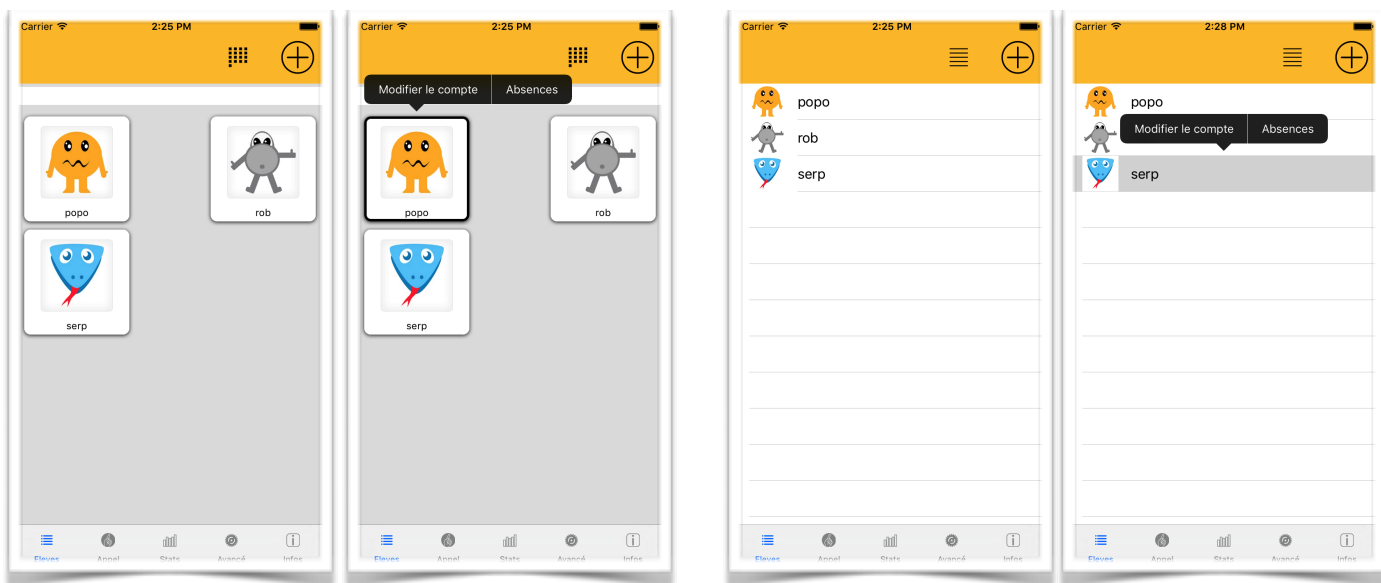 Carrier 2:25 PM
popo
rob
serp
Eleves Appel Stats Avancé Infos
Carrier 2:25 PM
Modifier le compte Absences
popo
rob
serp
Eleves Appel Stats Avancé Infos
Carrier 2:25 PM
popo
rob
serp
Eleves Appel Stats Avancé Infos
Carrier 2:28 PM
popo
Modifier le compte Absences
serp
Eleves Appel Stats Avancé Infos